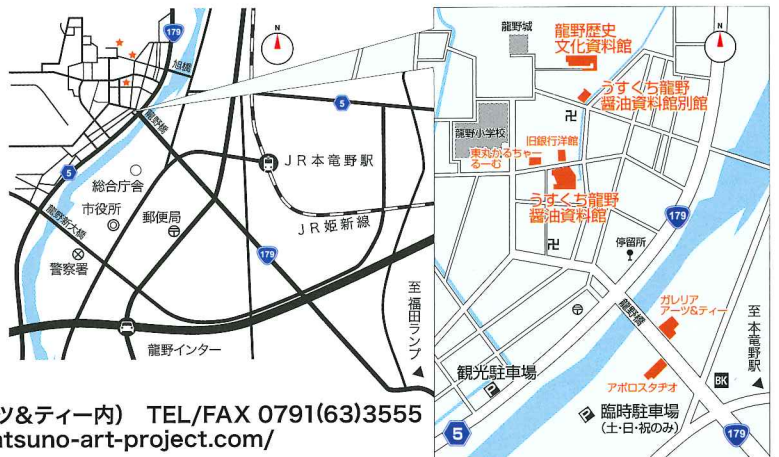 N
179
旭橋
5
龍野橋
JR本竜野駅
5
総合庁舎
市役所
郵便局
JR姫新線
龍野新大橋
179
警察署
至福田ランプ
龍野インター
ツ&ティー内) TEL/FAX 0791(63)3555
atsuno-art-project.com/
龍野城
龍野歴史
文化資料館
N
うすくち龍野
醤油資料館別館
龍野小学校
旧銀行洋館
東丸かるちゃー
るーむ
うすくち龍野
醤油資料館
179
停留所
ガレリア
アーツ&ティー
龍野橋
至本竜野駅
観光駐車場
P
アポロスタヂオ
BK
P
臨時駐車場
(土・日・祝のみ)
5
179